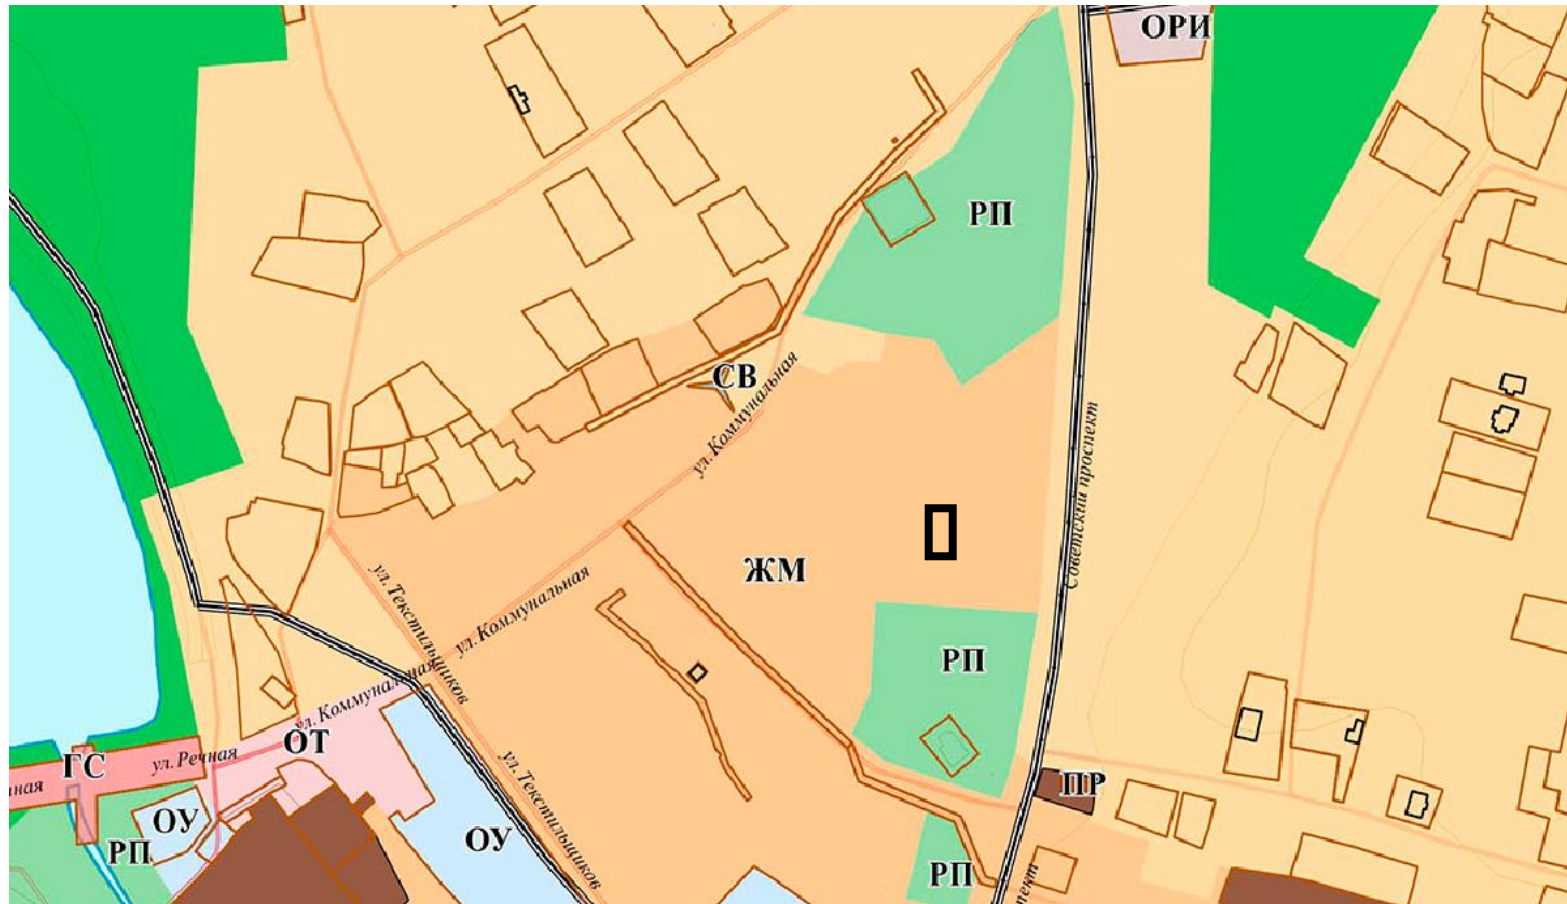 ОРИ
РП
СВ
ул. Коммунальная
Советский проспект
ЖМ
ул. Текстильщиков
ул. Коммунальная
РП
ул. Коммунальная
ОТ
ГС
ул. Речная
ПР
ОУ
ОУ
ул. Текстильщиков
РП
РП